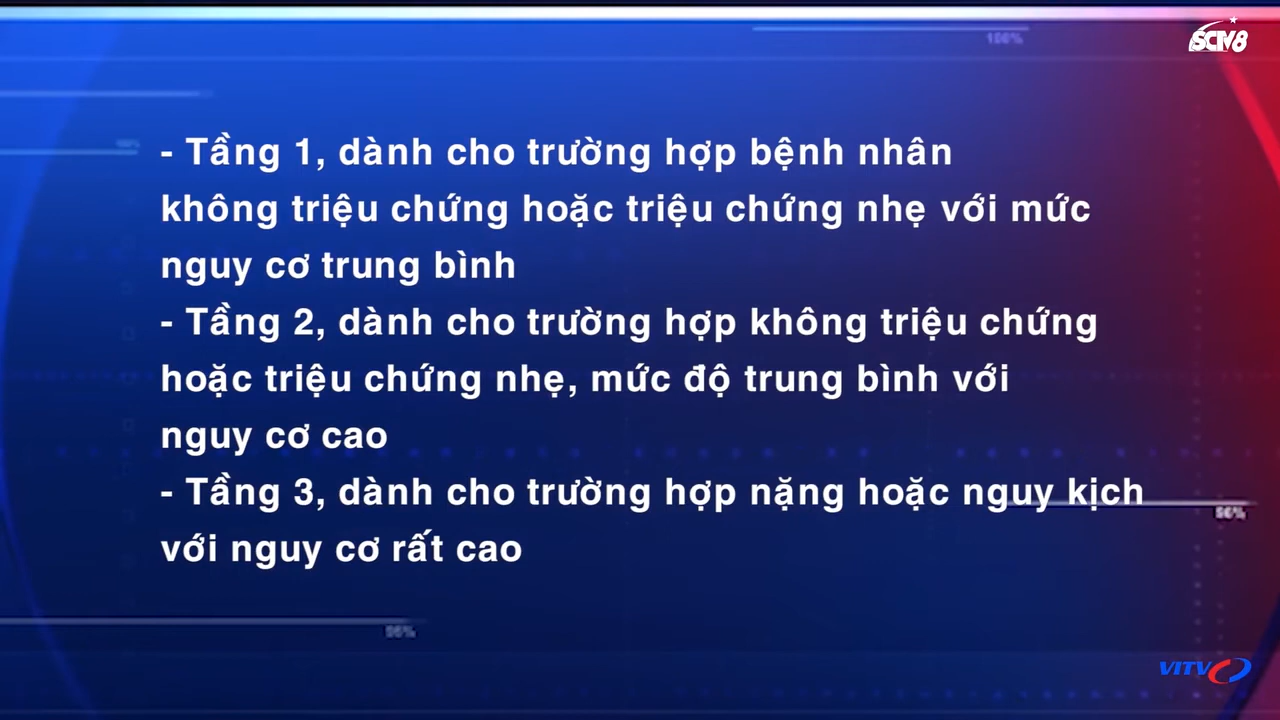 SCTV8
100%
- Tầng 1, dành cho trường hợp bệnh nhân
không triệu chứng hoặc triệu chứng nhẹ với mức
nguy cơ trung bình
- Tầng 2, dành cho trường hợp không triệu chứng
hoặc triệu chứng nhẹ, mức độ trung bình với
nguy cơ cao
- Tầng 3, dành cho trường hợp nặng hoặc nguy kịch
với nguy cơ rất cao
96%
96%
VITV